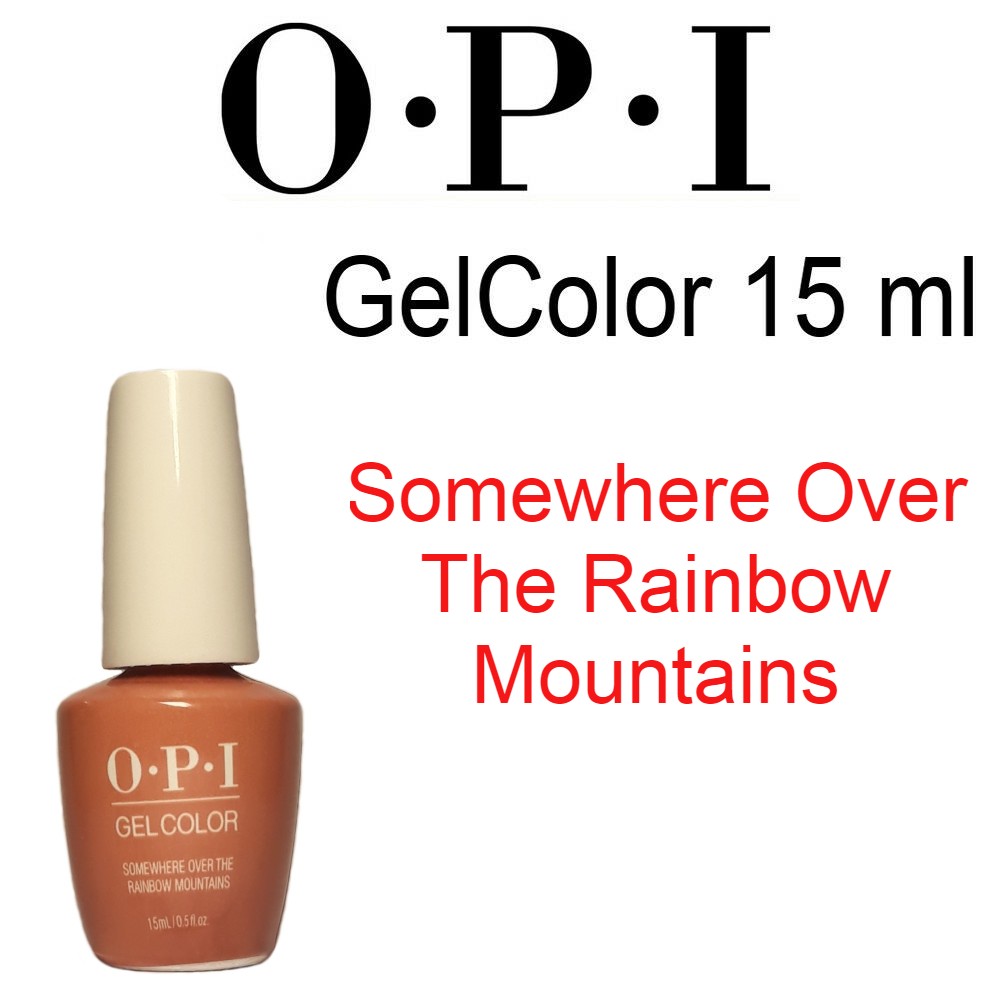 O·P·I
GelColor 15 ml
Somewhere Over
The Rainbow
Mountains
O·P·I
GELCOLOR
SOMEWHERE OVER THE
RAINBOW MOUNTAINS
15mL / 0.5 fl.oz.